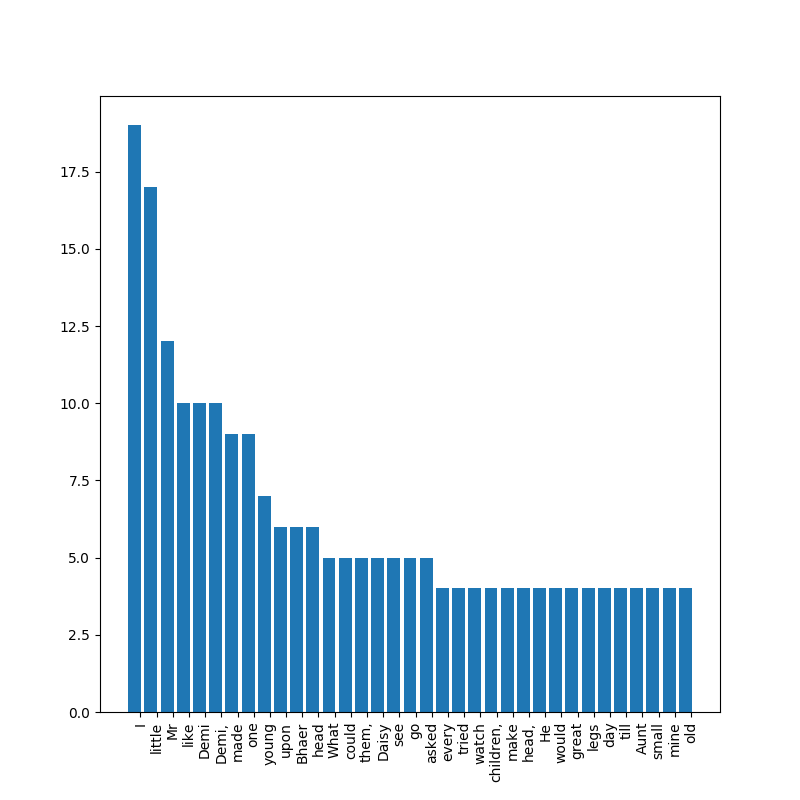 17.5
15.0
12.5
10.0
7.5
5.0
2.5
0.0
I
little
Mr
like
Demi
Demi,
made
one
young
upon
Bhaer
head
What
could
them,
Daisy
see
go
asked
every
tried
watch
children,
make
head,
He
would
great
legs
day
till
Aunt
small
mine
old